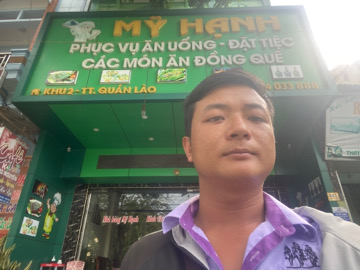 MỸ HẠNH
PHỤC VỤ ĂN UỐNG - ĐẶT TIỆC
CÁC MÓN ĂN ĐỒNG QUÊ
KHU 2 - TT. QUÁN LÀO